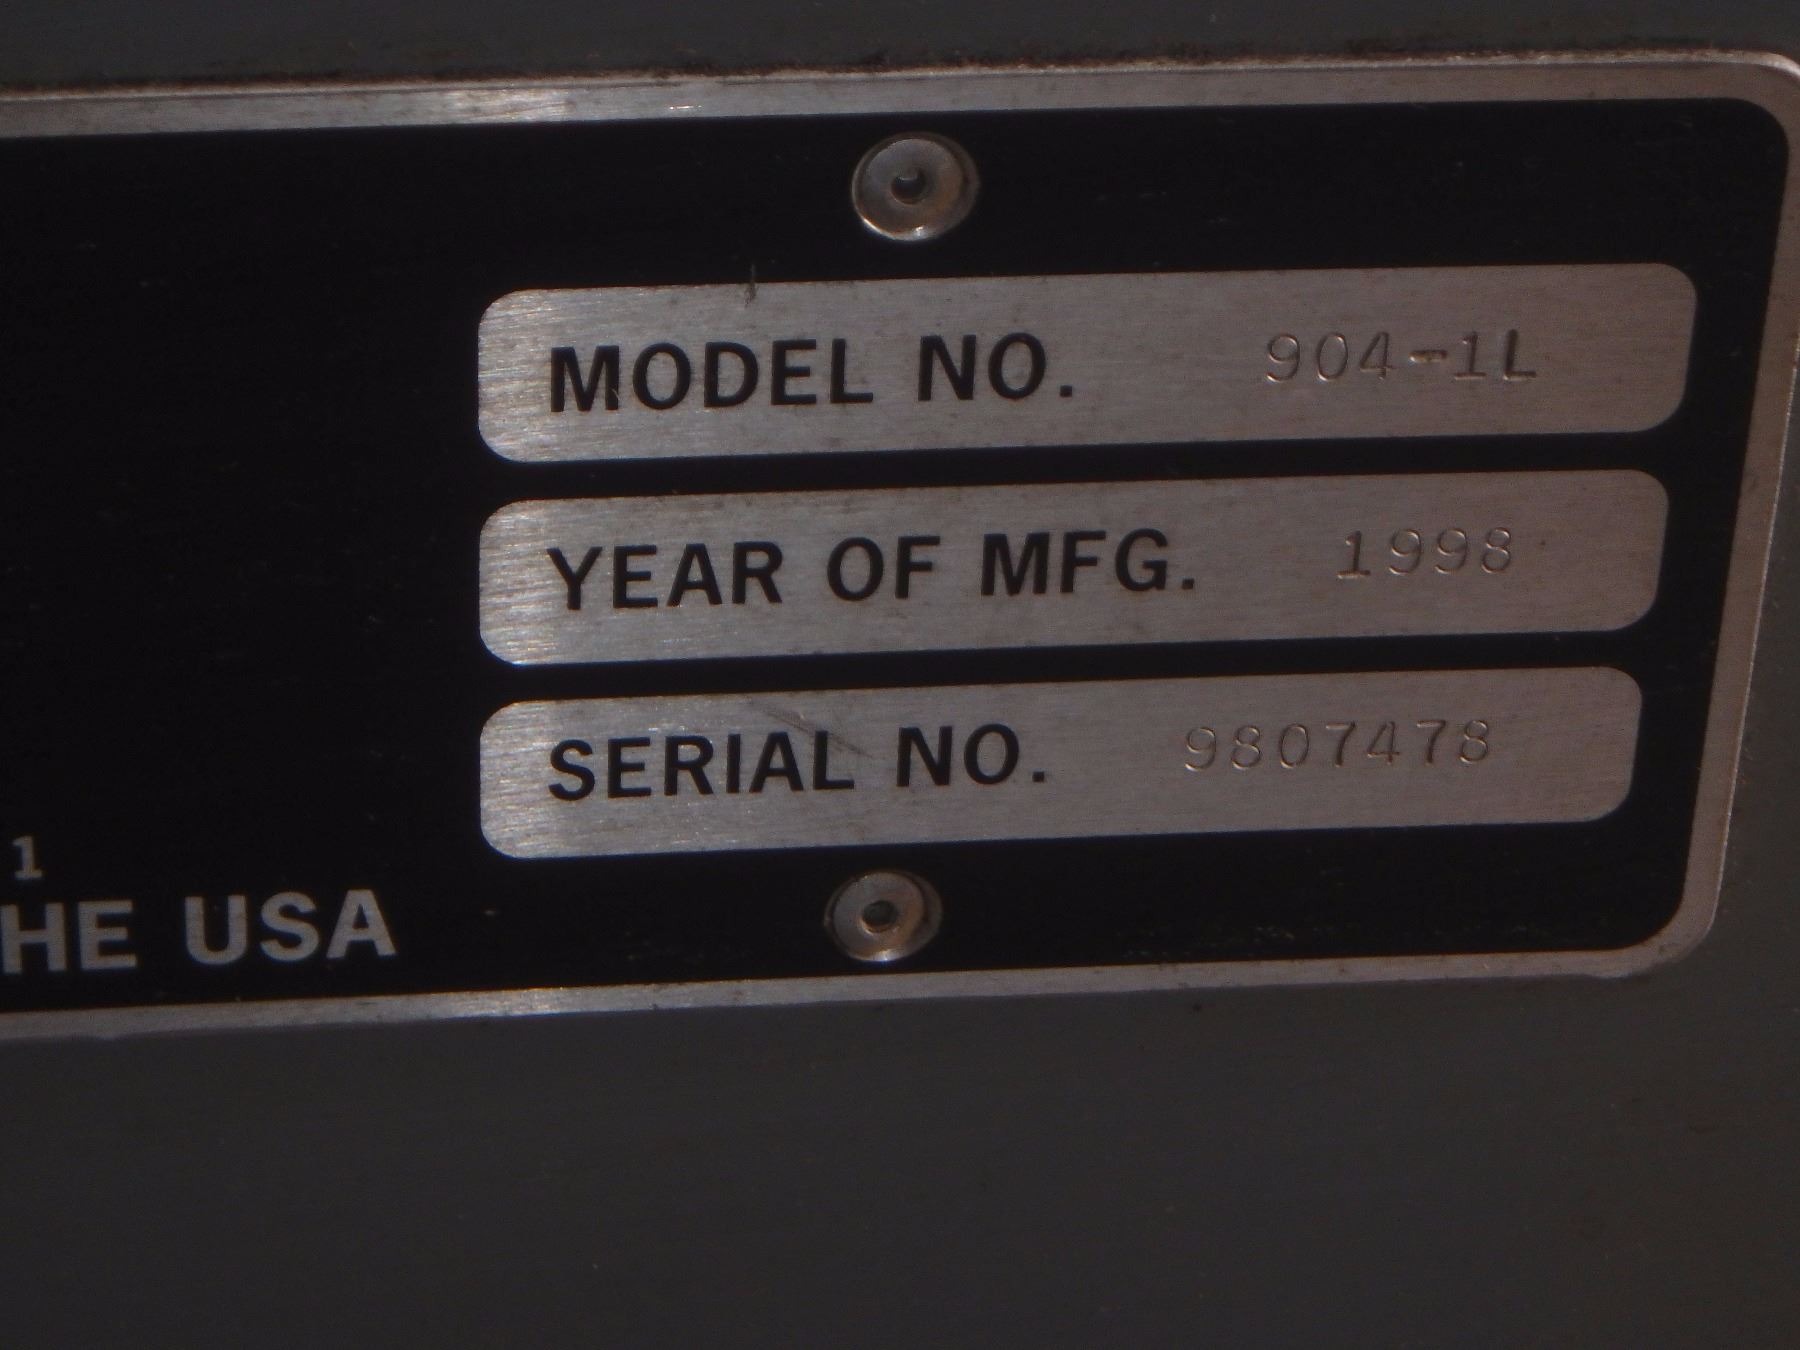 MODEL NO. 904-1L
YEAR OF MFG. 1998
SERIAL NO. 9807478
1
HE USA